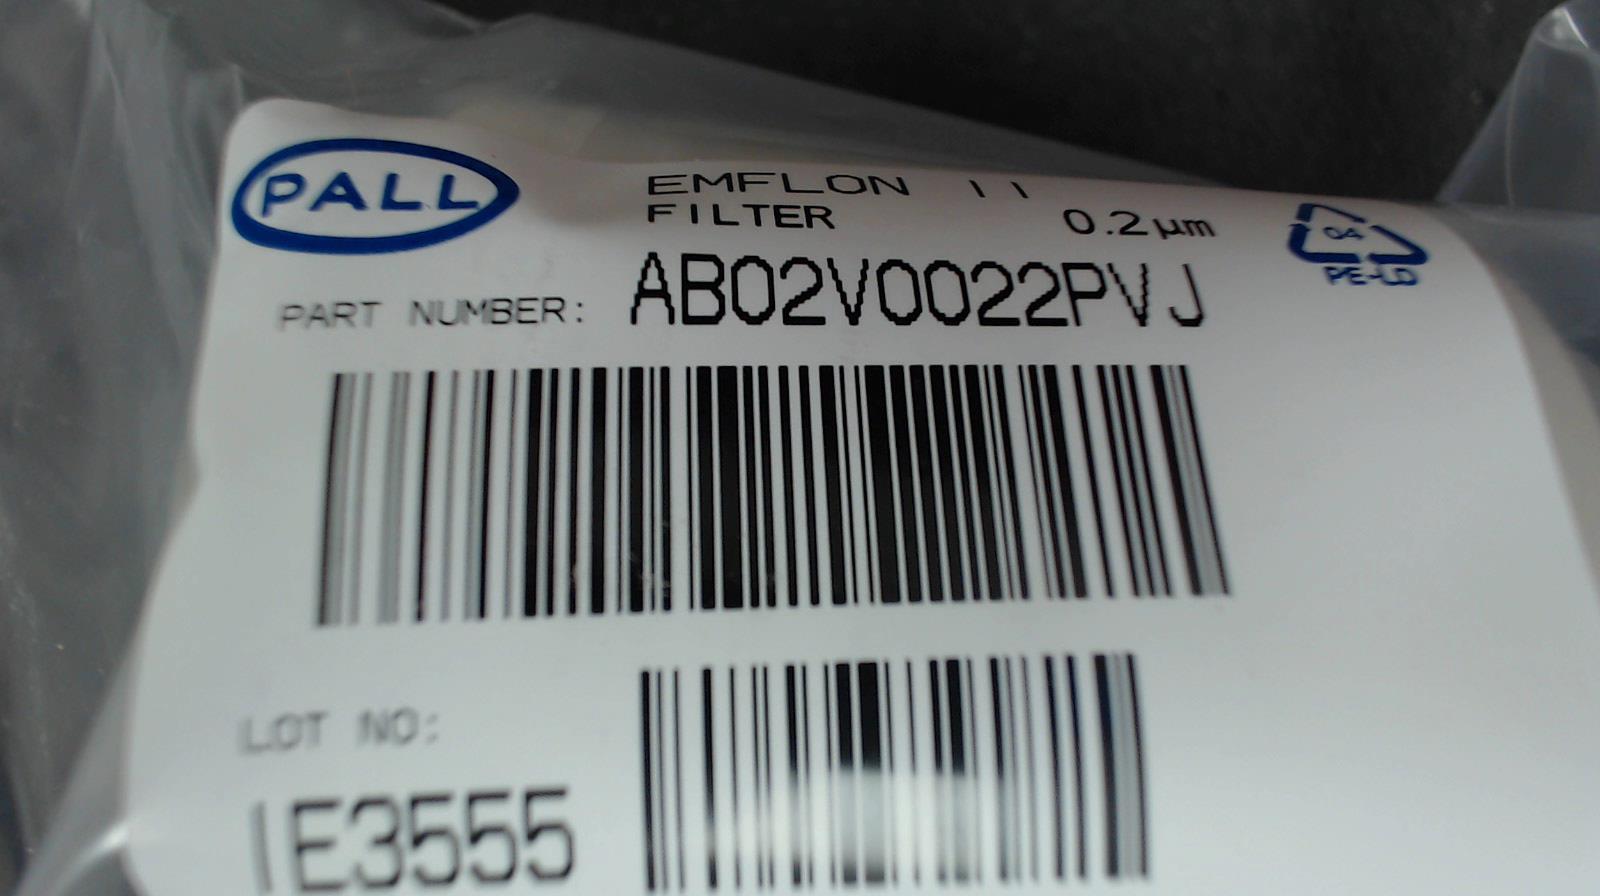 PALL
EMFLON II
FILTER 0.2μm
04
PE-LD
PART NUMBER: AB02V0022PVJ
LOT NO:
IE3555